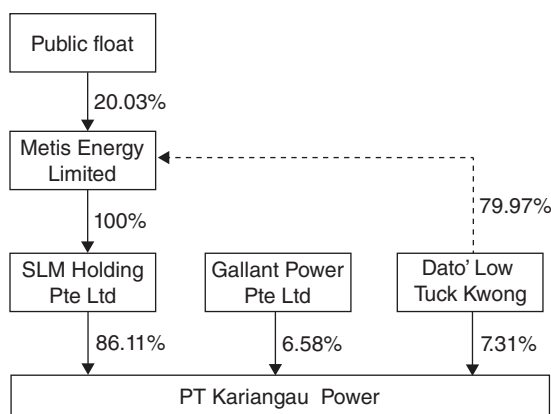 Public float
20.03%
Metis Energy
Limited
79.97%
100%
SLM Holding
Pte Ltd
Gallant Power
Pte Ltd
Dato' Low
Tuck Kwong
86.11%
6.58%
7.31%
PT Kariangau Power